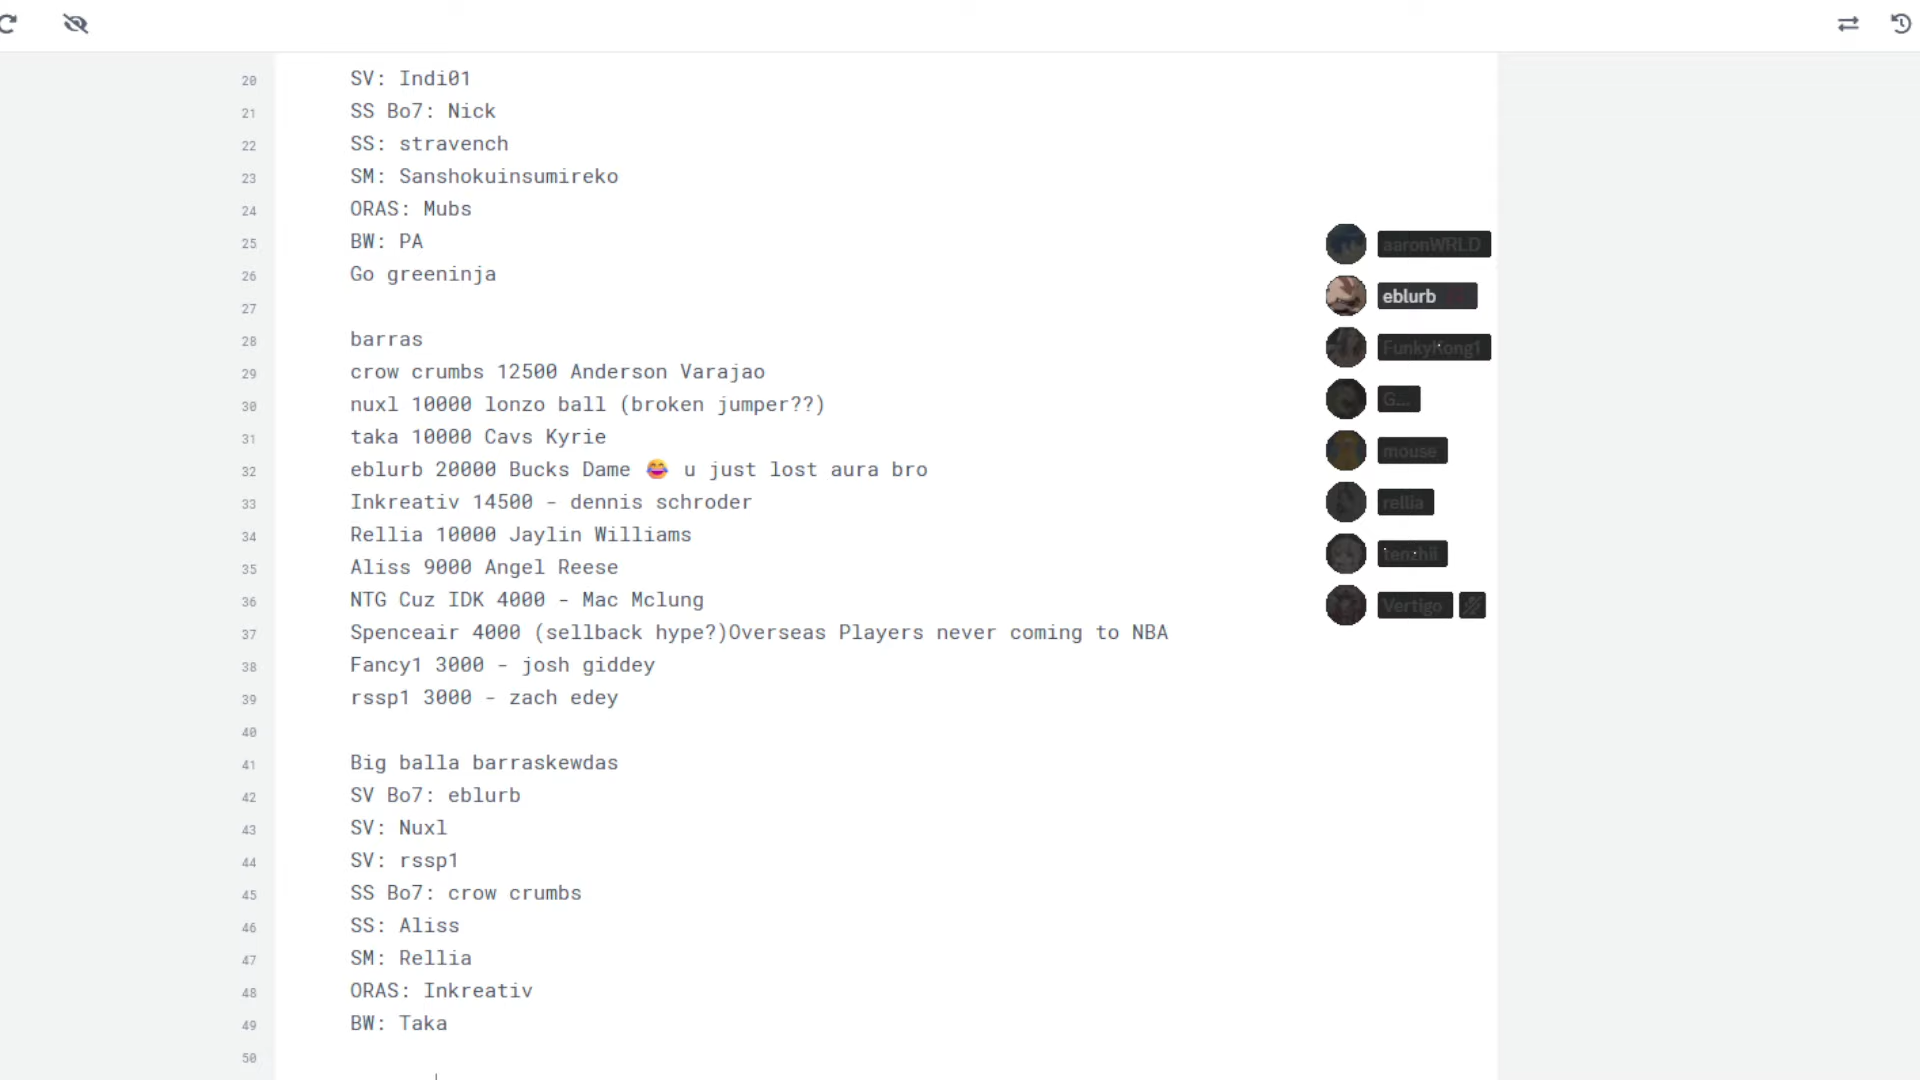 20 SV: Indi01
21 SS Bo7: Nick
22 SS: stravench
23 SM: Sanshokuinsumireko
24 ORAS: Mubs
25 BW: PA
26 Go greeninja
27
28 barras
29 crow crumbs 12500 Anderson Varajao
30 nuxl 10000 lonzo ball (broken jumper??)
31 taka 10000 Cavs Kyrie
32 eblurb 20000 Bucks Dame 😂 u just lost aura bro
33 Inkreativ 14500 - dennis schroder
34 Rellia 10000 Jaylin Williams
35 Aliss 9000 Angel Reese
36 NTG Cuz IDK 4000 - Mac Mclung
37 Spenceair 4000 (sellback hype?)Overseas Players never coming to NBA
38 Fancy1 3000 - josh giddey
39 rssp1 3000 - zach edey
40
41 Big balla barraskewdas
42 SV Bo7: eblurb
43 SV: Nuxl
44 SV: rssp1
45 SS Bo7: crow crumbs
46 SS: Aliss
47 SM: Rellia
48 ORAS: Inkreativ
49 BW: Taka
50
aaronWRLD
eblurb
FunkyKong1
G...
mouse
rellia
tenzhii
Vertigo